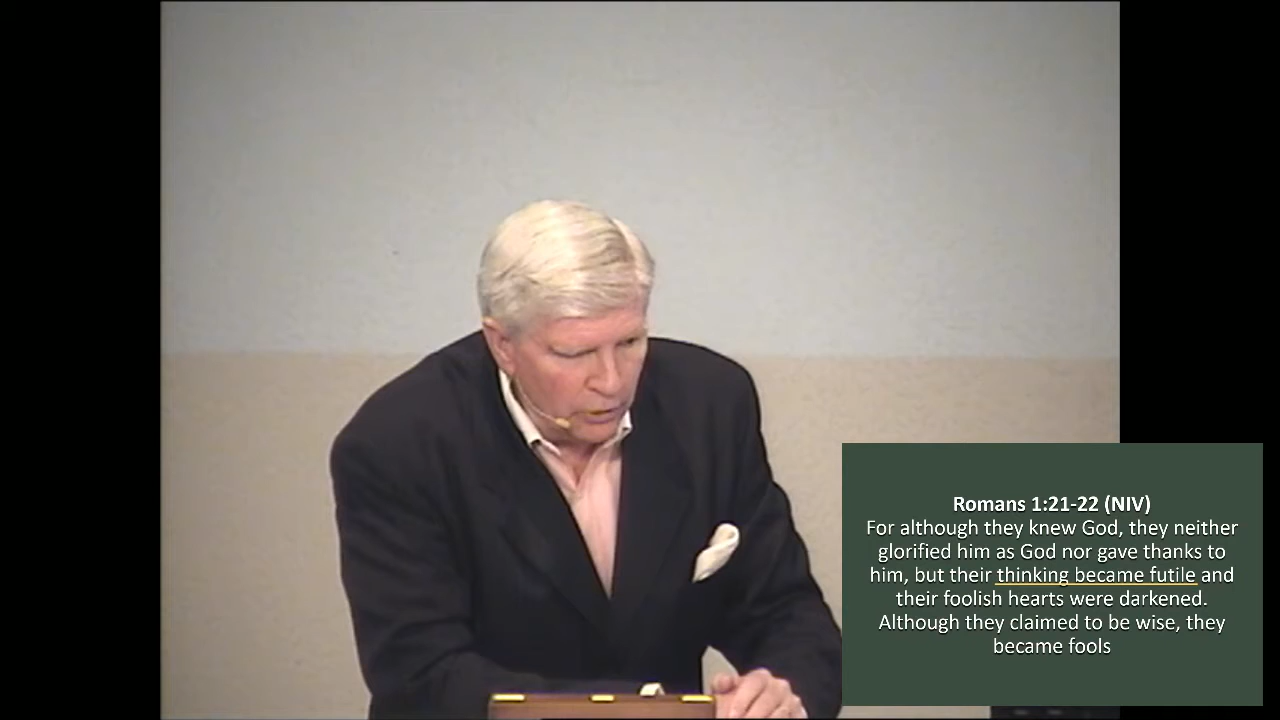 Romans 1:21-22 (NIV)
For although they knew God, they neither
glorified him as God nor gave thanks to
him, but their thinking became futile and
their foolish hearts were darkened.
Although they claimed to be wise, they
became fools